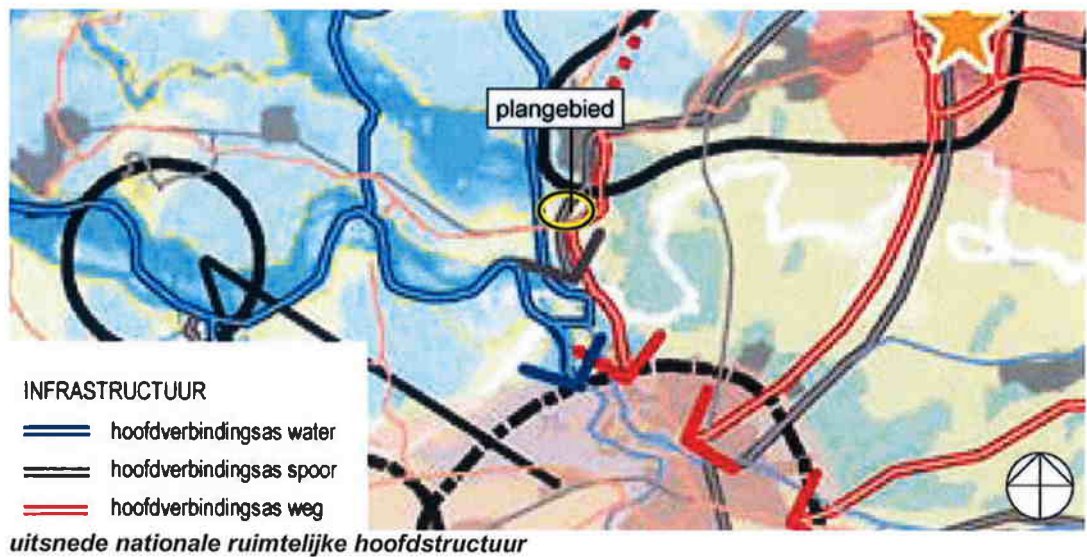 plangebied
INFRASTRUCTUUR
hoofdverbindingsas water
hoofdverbindingsas spoor
hoofdverbindingsas weg
uitsnede nationale ruimtelijke hoofdstructuur